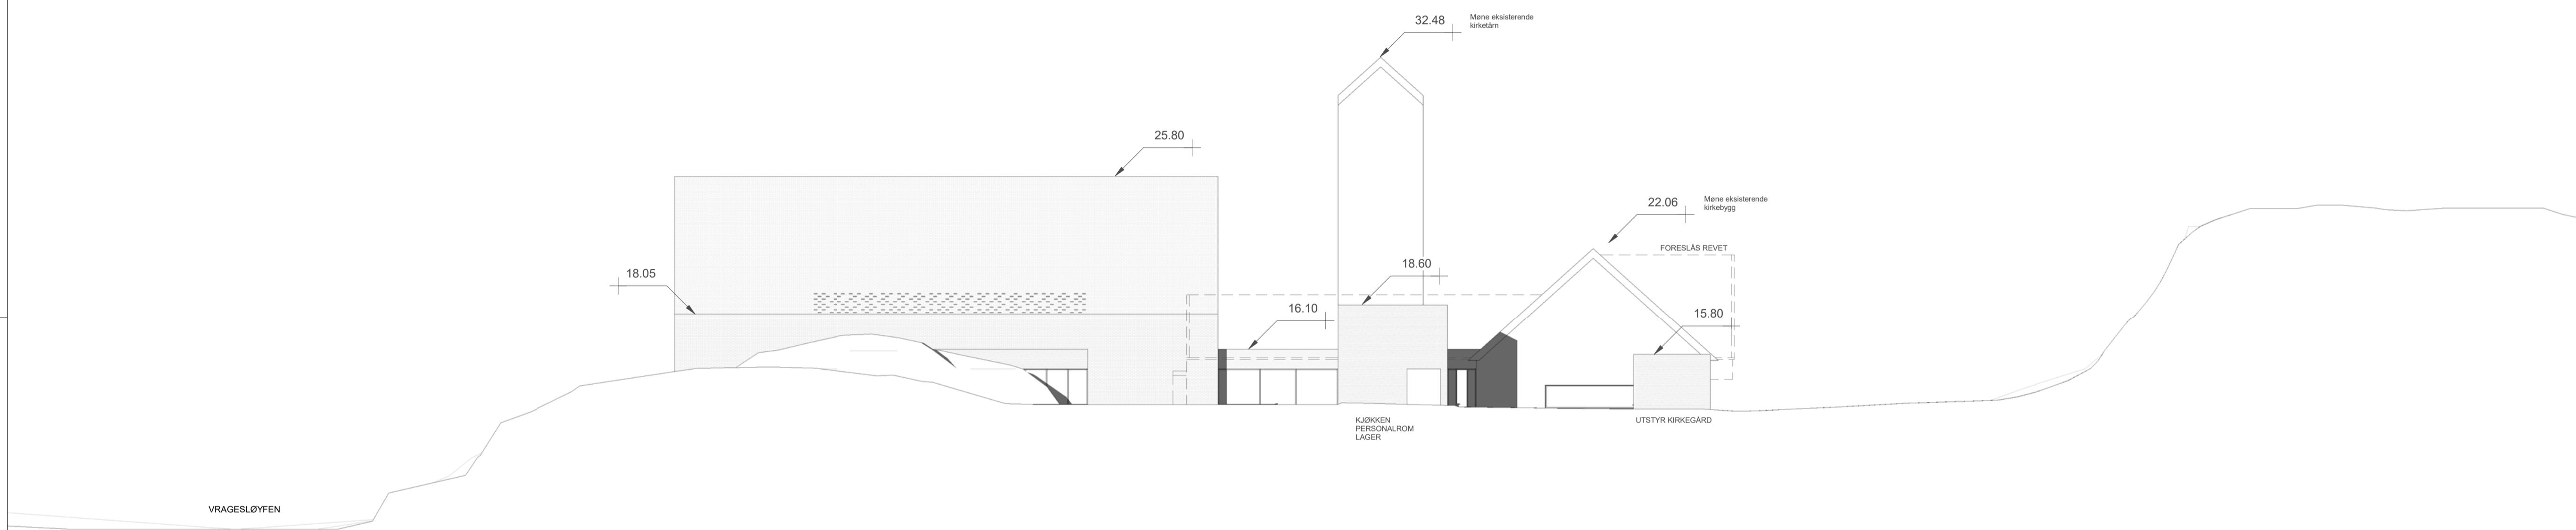 32.48
Møne eksisterende
kirketårn
25.80
22.06
Møne eksisterende
kirkebygg
FORESLÅS REVET
18.60
18.05
16.10
15.80
KJØKKEN
PERSONALROM
LAGER
UTSTYR KIRKEGÅRD
VRAGESLØYFEN